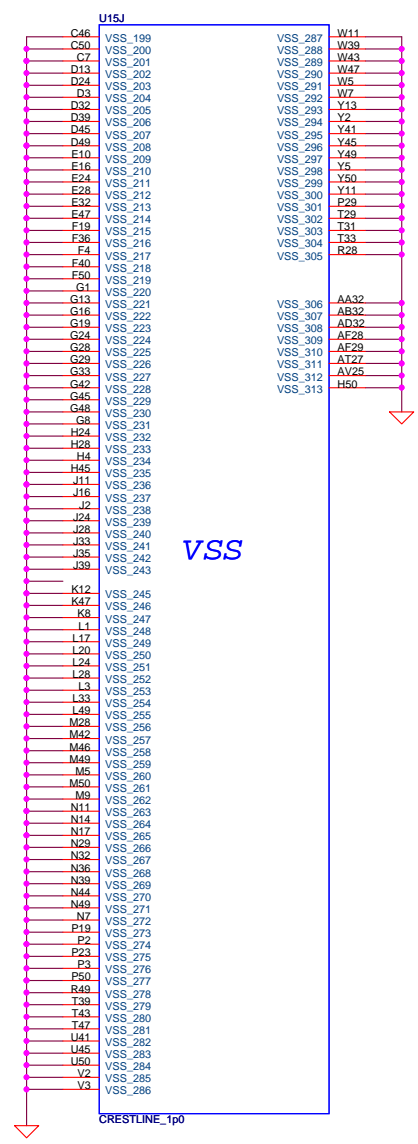 U15J
C46 VSS_199
C50 VSS_200
C7 VSS_201
D13 VSS_202
D24 VSS_203
D3 VSS_204
D32 VSS_205
D39 VSS_206
D45 VSS_207
D49 VSS_208
E10 VSS_209
E16 VSS_210
E24 VSS_211
E28 VSS_212
E32 VSS_213
E47 VSS_214
F19 VSS_215
F36 VSS_216
F4 VSS_217
F40 VSS_218
F50 VSS_219
G1 VSS_220
G13 VSS_221
G16 VSS_222
G19 VSS_223
G24 VSS_224
G28 VSS_225
G29 VSS_226
G33 VSS_227
G42 VSS_228
G45 VSS_229
G48 VSS_230
G8 VSS_231
H24 VSS_232
H28 VSS_233
H4 VSS_234
H45 VSS_235
J11 VSS_236
J16 VSS_237
J2 VSS_238
J24 VSS_239
J28 VSS_240
J33 VSS_241
J35 VSS_242
J39 VSS_243
K12 VSS_245
K47 VSS_246
K8 VSS_247
L1 VSS_248
L17 VSS_249
L20 VSS_250
L24 VSS_251
L28 VSS_252
L3 VSS_253
L33 VSS_254
L49 VSS_255
M28 VSS_256
M42 VSS_257
M46 VSS_258
M49 VSS_259
M5 VSS_260
M50 VSS_261
M9 VSS_262
N11 VSS_263
N14 VSS_264
N17 VSS_265
N29 VSS_266
N32 VSS_267
N36 VSS_268
N39 VSS_269
N44 VSS_270
N49 VSS_271
N7 VSS_272
P19 VSS_273
P2 VSS_274
P23 VSS_275
P3 VSS_276
P50 VSS_277
R49 VSS_278
T39 VSS_279
T43 VSS_280
T47 VSS_281
U41 VSS_282
U45 VSS_283
U50 VSS_284
V2 VSS_285
V3 VSS_286
VSS
VSS_287 W11
VSS_288 W39
VSS_289 W43
VSS_290 W47
VSS_291 W5
VSS_292 W7
VSS_293 Y13
VSS_294 Y2
VSS_295 Y41
VSS_296 Y45
VSS_297 Y49
VSS_298 Y5
VSS_299 Y50
VSS_300 Y11
VSS_301 P29
VSS_302 T29
VSS_303 T31
VSS_304 T33
VSS_305 R28
VSS_306 AA32
VSS_307 AB32
VSS_308 AD32
VSS_309 AF28
VSS_310 AF29
VSS_311 AT27
VSS_312 AV25
VSS_313 H50
CRESTLINE_1p0